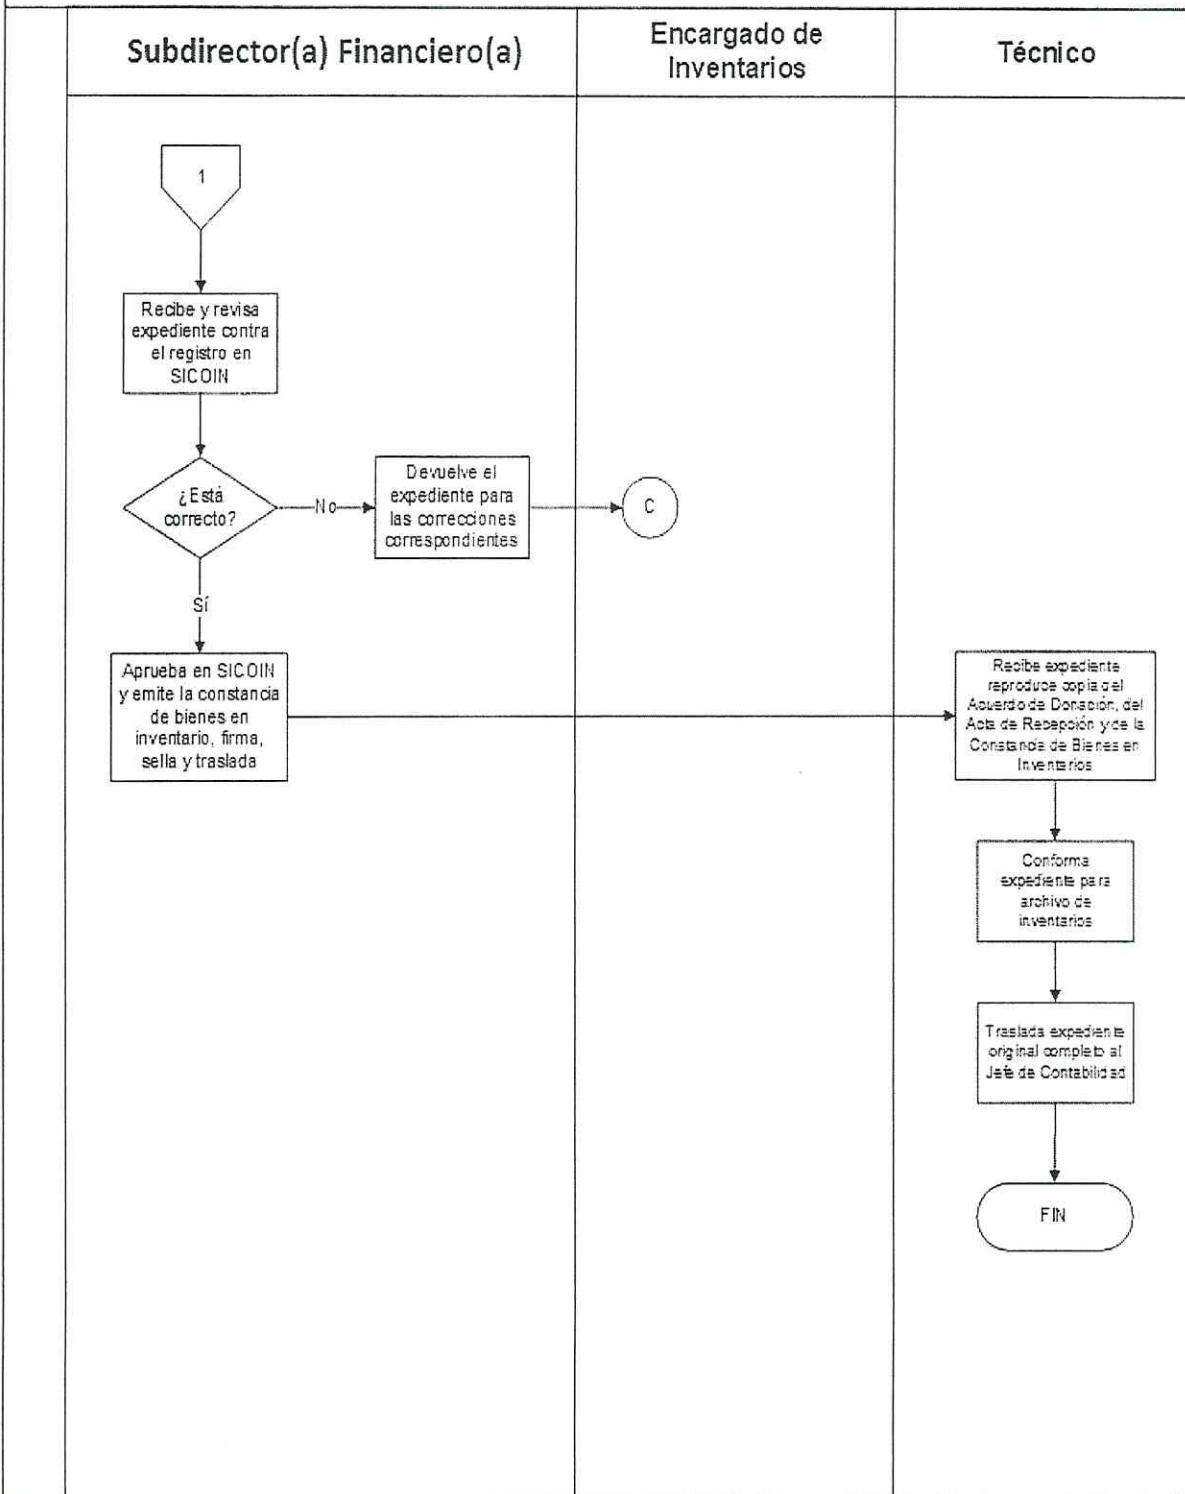 Subdirector(a) Financiero(a)
Encargado de
Inventarios
Técnico
1
Recibe y revisa
expediente contra
el registro en
SICOIN
¿Está
correcto?
No
Devuelve el
expediente para
las correcciones
correspondientes
C
Sí
Aprueba en SICOIN
y emite la constancia
de bienes en
inventario, firma,
sella y traslada
Recibe expediente
reproduce copia del
Acuerdo de Donación, del
Acta de Recepción y de la
Constancia de Bienes en
Inventarios
Conforma
expediente para
archivo de
inventarios
Traslada expediente
original completo al
Jefe de Contabilidad
FIN